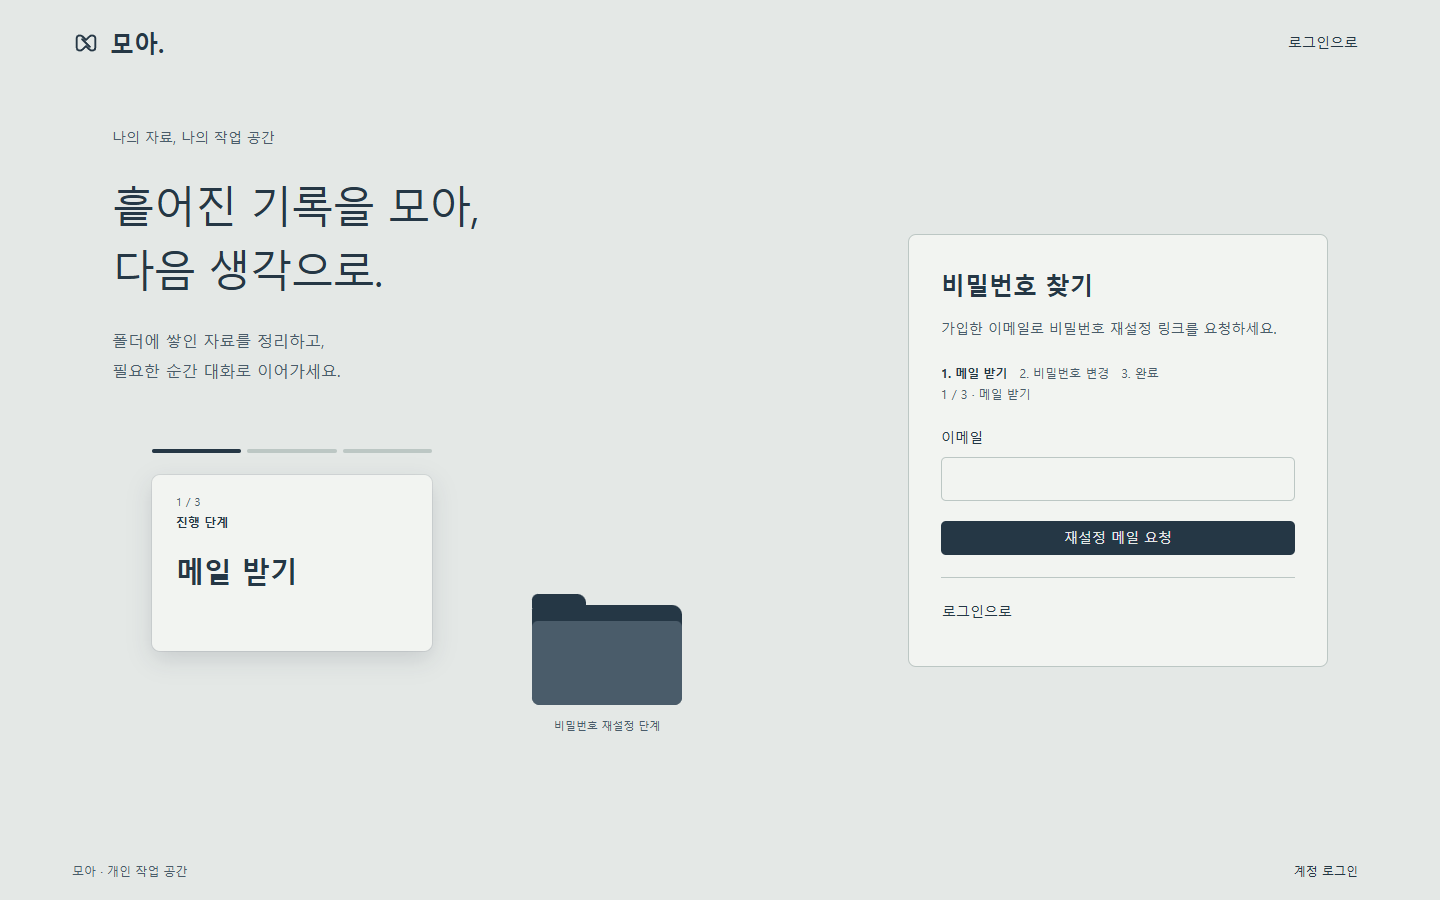 모아.
로그인으로
나의 자료, 나의 작업 공간
흩어진 기록을 모아,
다음 생각으로.
폴더에 쌓인 자료를 정리하고,
필요한 순간 대화로 이어가세요.
1 / 3
진행 단계
메일 받기
비밀번호 재설정 단계
비밀번호 찾기
가입한 이메일로 비밀번호 재설정 링크를 요청하세요.
1. 메일 받기 2. 비밀번호 변경 3. 완료
1 / 3 · 메일 받기
이메일
재설정 메일 요청
로그인으로
모아 · 개인 작업 공간
계정 로그인